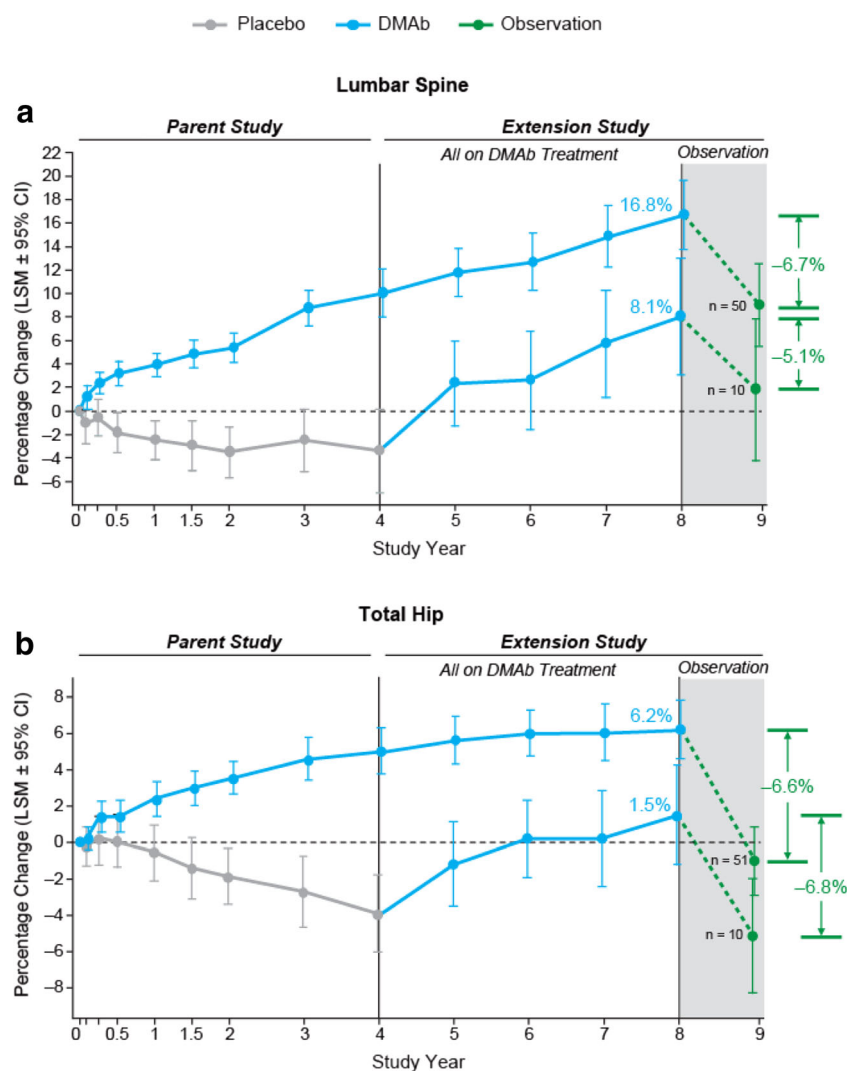 Placebo DMAb Observation
Lumbar Spine
a
Parent Study Extension Study
All on DMAb Treatment Observation
Percentage Change (LSM ± 95% CI)
22
20
18
16
14
12
10
8
6
4
2
0
−2
−4
−6
16.8%
8.1%
n = 50
n = 10
−6.7%
−5.1%
0 0.5 1 1.5 2 3 4 5 6 7 8 9
Study Year
Total Hip
b
Parent Study Extension Study
All on DMAb Treatment Observation
Percentage Change (LSM ± 95% CI)
8
6
4
2
0
−2
−4
−6
−8
6.2%
1.5%
n = 51
n = 10
−6.6%
−6.8%
0 0.5 1 1.5 2 3 4 5 6 7 8 9
Study Year